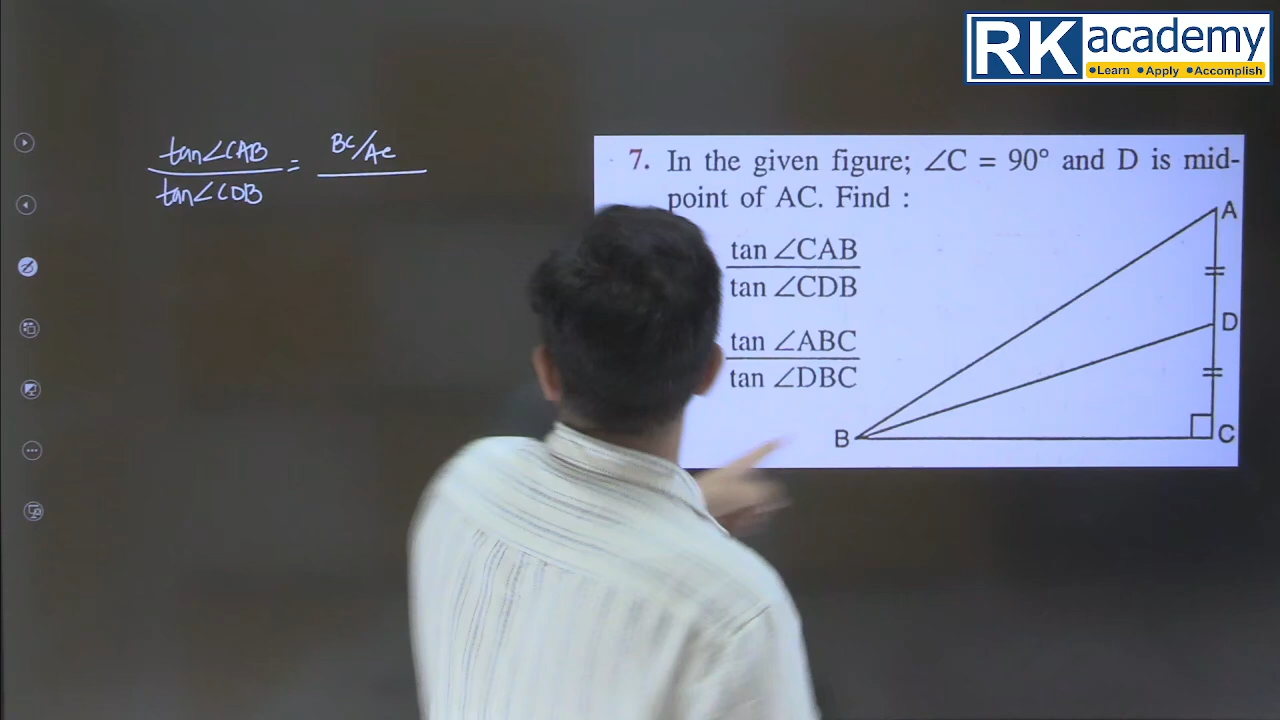 RK academy
•Learn •Apply •Accomplish
tan∠CAB / tan∠CDB = BC/AC
7. In the given figure; ∠C = 90° and D is mid-
point of AC. Find :
tan ∠CAB
tan ∠CDB
tan ∠ABC
tan ∠DBC
A
D
B
C